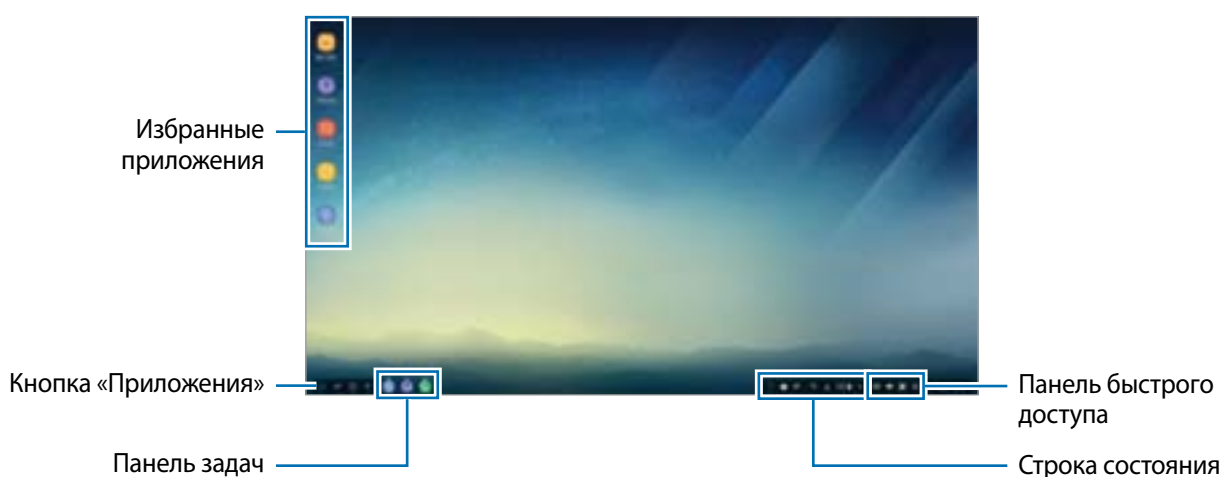 Избранные
приложения
Кнопка «Приложения»
Панель задач
Панель быстрого
доступа
Строка состояния